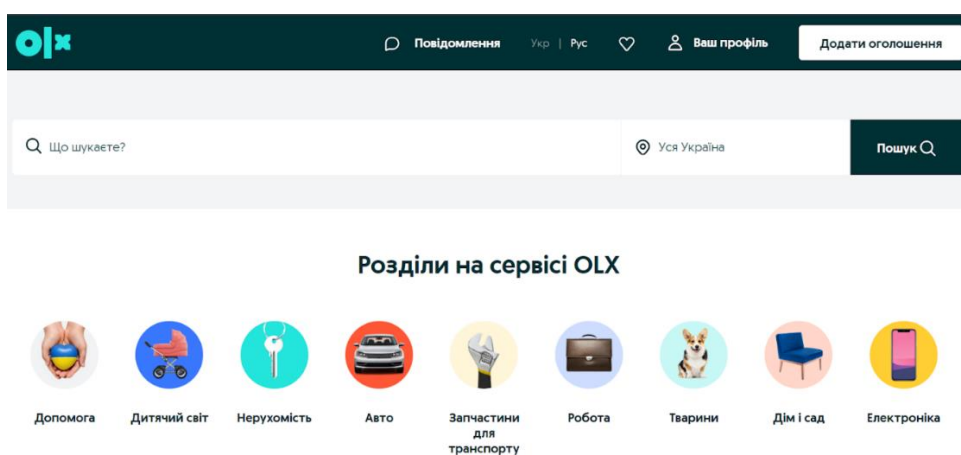 olx
Повідомлення Укр | Рус Ваш профіль Додати оголошення
Що шукаєте? Уся Україна Пошук
Розділи на сервісі OLX
Допомога Дитячий світ Нерухомість Авто Запчастини Робота Тварини Дім і сад Електроніка
для
транспорту